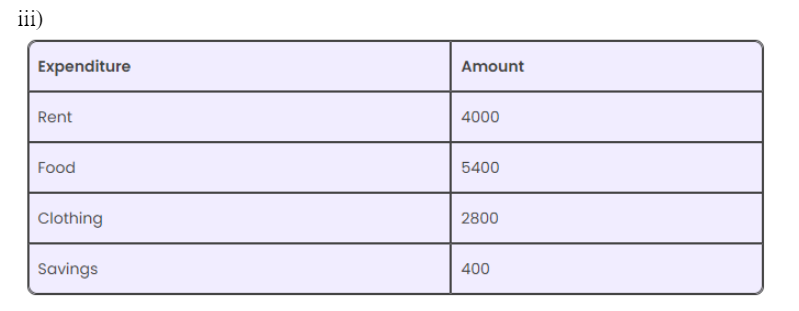 iii)
Expenditure Amount
Rent 4000
Food 5400
Clothing 2800
Savings 400